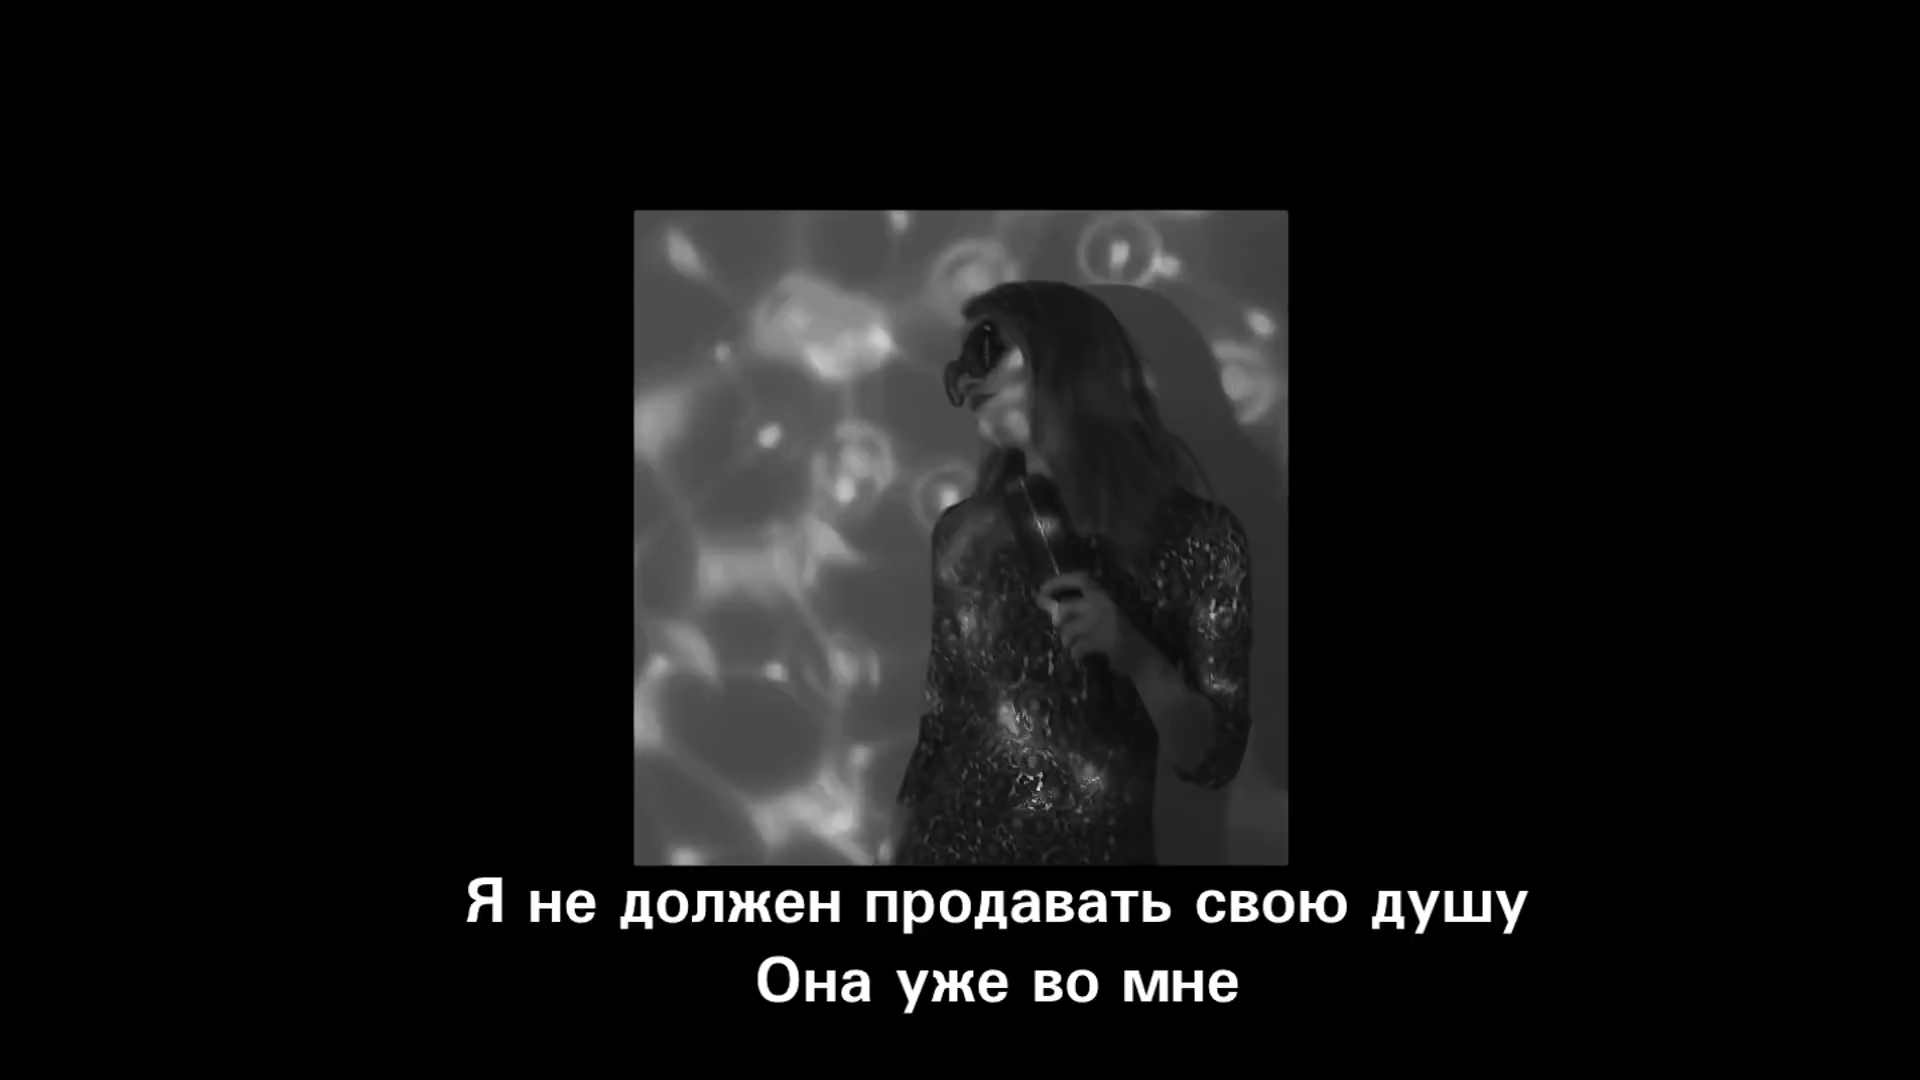 Я не должен продавать свою душу
Она уже во мне